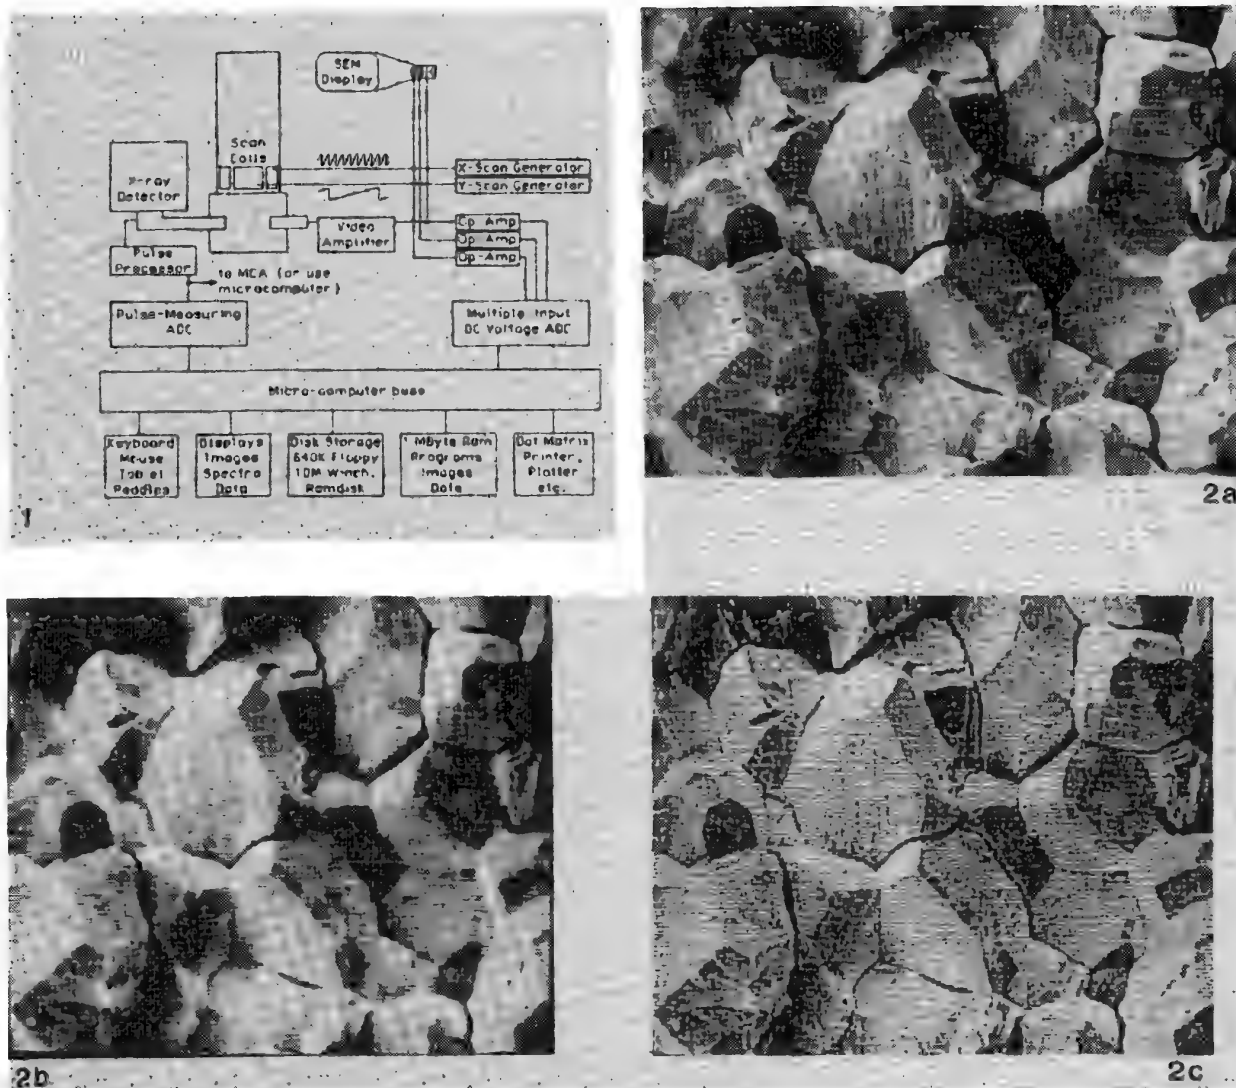 SEM
Display
Scan
Coils
X-ray
Detector
X-Scan Generator
Y-Scan Generator
Video
Amplifier
Op-Amp
Op-Amp
Op-Amp
Pulse
Processor
to MCA (or use
microcomputer)
Pulse-Measuring
ADC
Multiple Input
DC Voltage ADC
Micro-computer buse
Keyboard
Mouse
Tablet
Paddles
Displays
Images
Spectra
Data
Disk Storage
640K Floppy
10M Winch.
Ramdisk
1 MByte Ram
Programs
Images
Data
Dot Matrix
Printer,
Plotter
etc.
1
2a
2b
2c